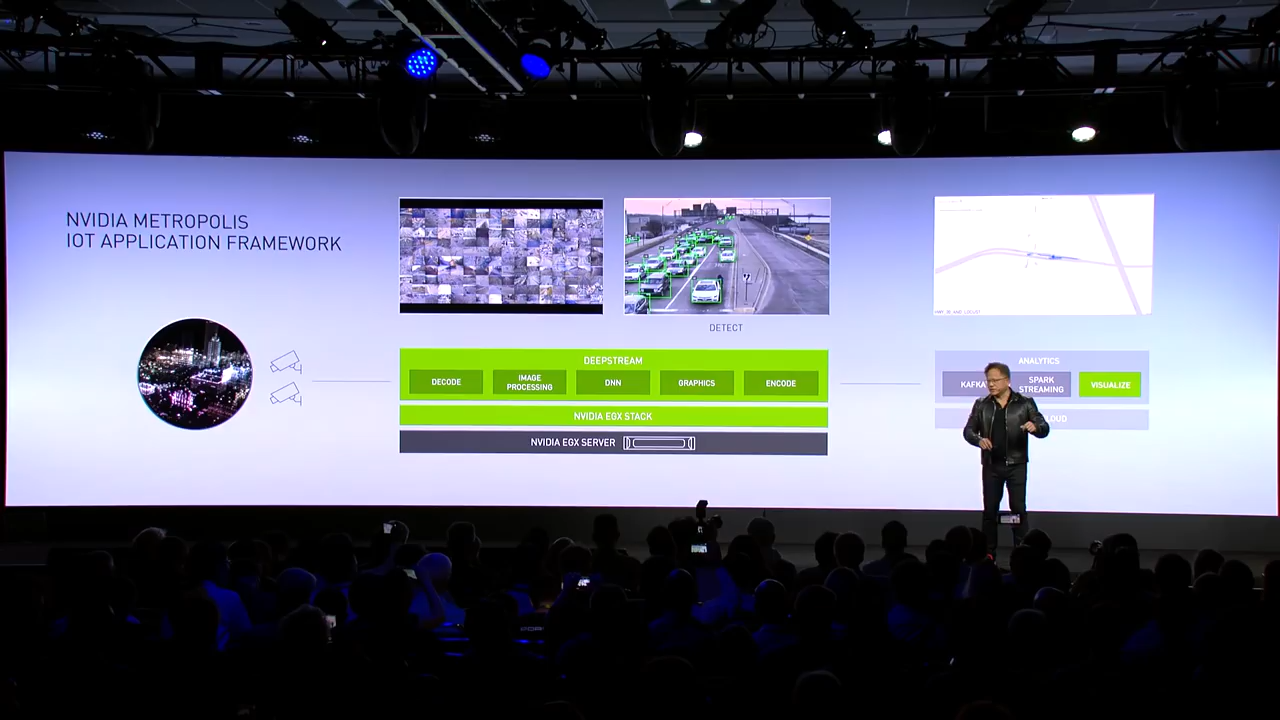 NVIDIA METROPOLIS
IOT APPLICATION FRAMEWORK
DETECT
DEEPSTREAM
DECODE
IMAGE
PROCESSING
DNN
GRAPHICS
ENCODE
NVIDIA EGX STACK
NVIDIA EGX SERVER
ANALYTICS
KAFKA
SPARK
STREAMING
VISUALIZE
LOUD